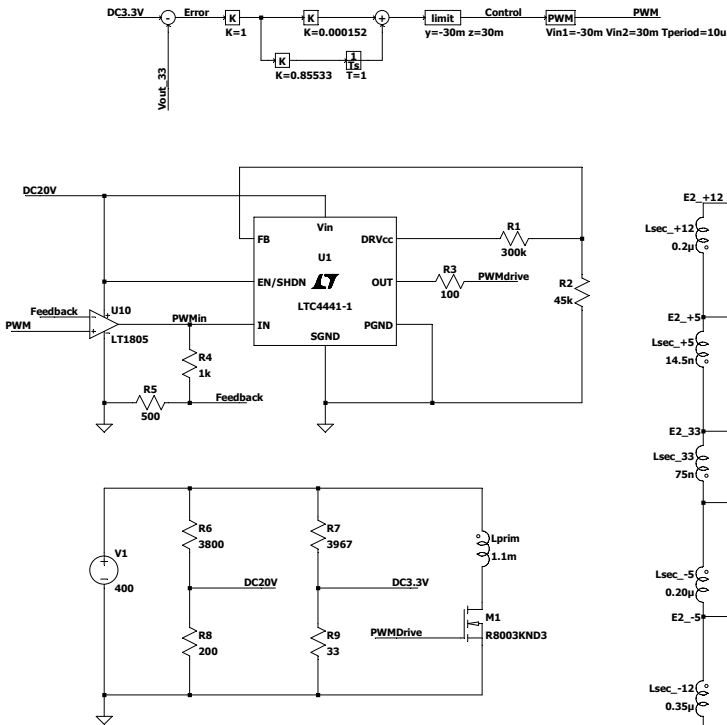 DC3.3V
Error
K
K=1
K
K=0.000152
limit
y=-30m z=30m
Control
PWM
PWM
Vin1=-30m Vin2=30m Tperiod=10u
K
K=0.85533
1
Ts
T=1
Vout_33
DC20V
Vin
FB
DRVcc
U1
EN/SHDN
LT
OUT
LTC4441-1
IN
PGND
SGND
R1
300k
R2
45k
R3
100
PWMdrive
Feedback
PWM
U10
LT1805
PWMin
R4
1k
R5
500
Feedback
V1
400
R6
3800
DC20V
R8
200
R7
3967
DC3.3V
R9
33
Lprim
1.1m
M1
R8003KND3
PWMDrive
E2_+12
Lsec_+12
0.2µ
E2_+5
Lsec_+5
14.5n
E2_33
Lsec_33
75n
Lsec_-5
0.20µ
E2_-5
Lsec_-12
0.35µ